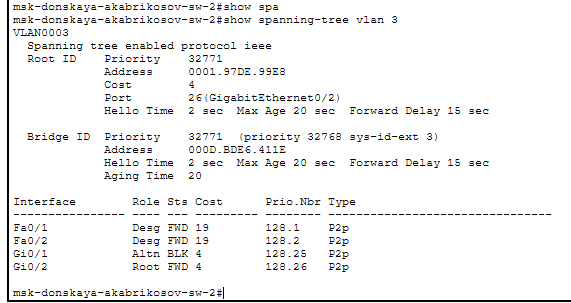 msk-donskaya-akabrikosov-sw-2#show spa
msk-donskaya-akabrikosov-sw-2#show spanning-tree vlan 3
VLAN0003
  Spanning tree enabled protocol ieee
  Root ID    Priority    32771
             Address     0001.97DE.99E8
             Cost        4
             Port        26(GigabitEthernet0/2)
             Hello Time  2 sec  Max Age 20 sec  Forward Delay 15 sec

  Bridge ID  Priority    32771  (priority 32768 sys-id-ext 3)
             Address     000D.BDE6.411E
             Hello Time  2 sec  Max Age 20 sec  Forward Delay 15 sec
             Aging Time  20

Interface        Role Sts Cost      Prio.Nbr Type
---------------- ---- --- --------- -------- --------------------------------
Fa0/1            Desg FWD 19        128.1    P2p
Fa0/2            Desg FWD 19        128.2    P2p
Gi0/1            Altn BLK 4         128.25   P2p
Gi0/2            Root FWD 4         128.26   P2p

msk-donskaya-akabrikosov-sw-2#